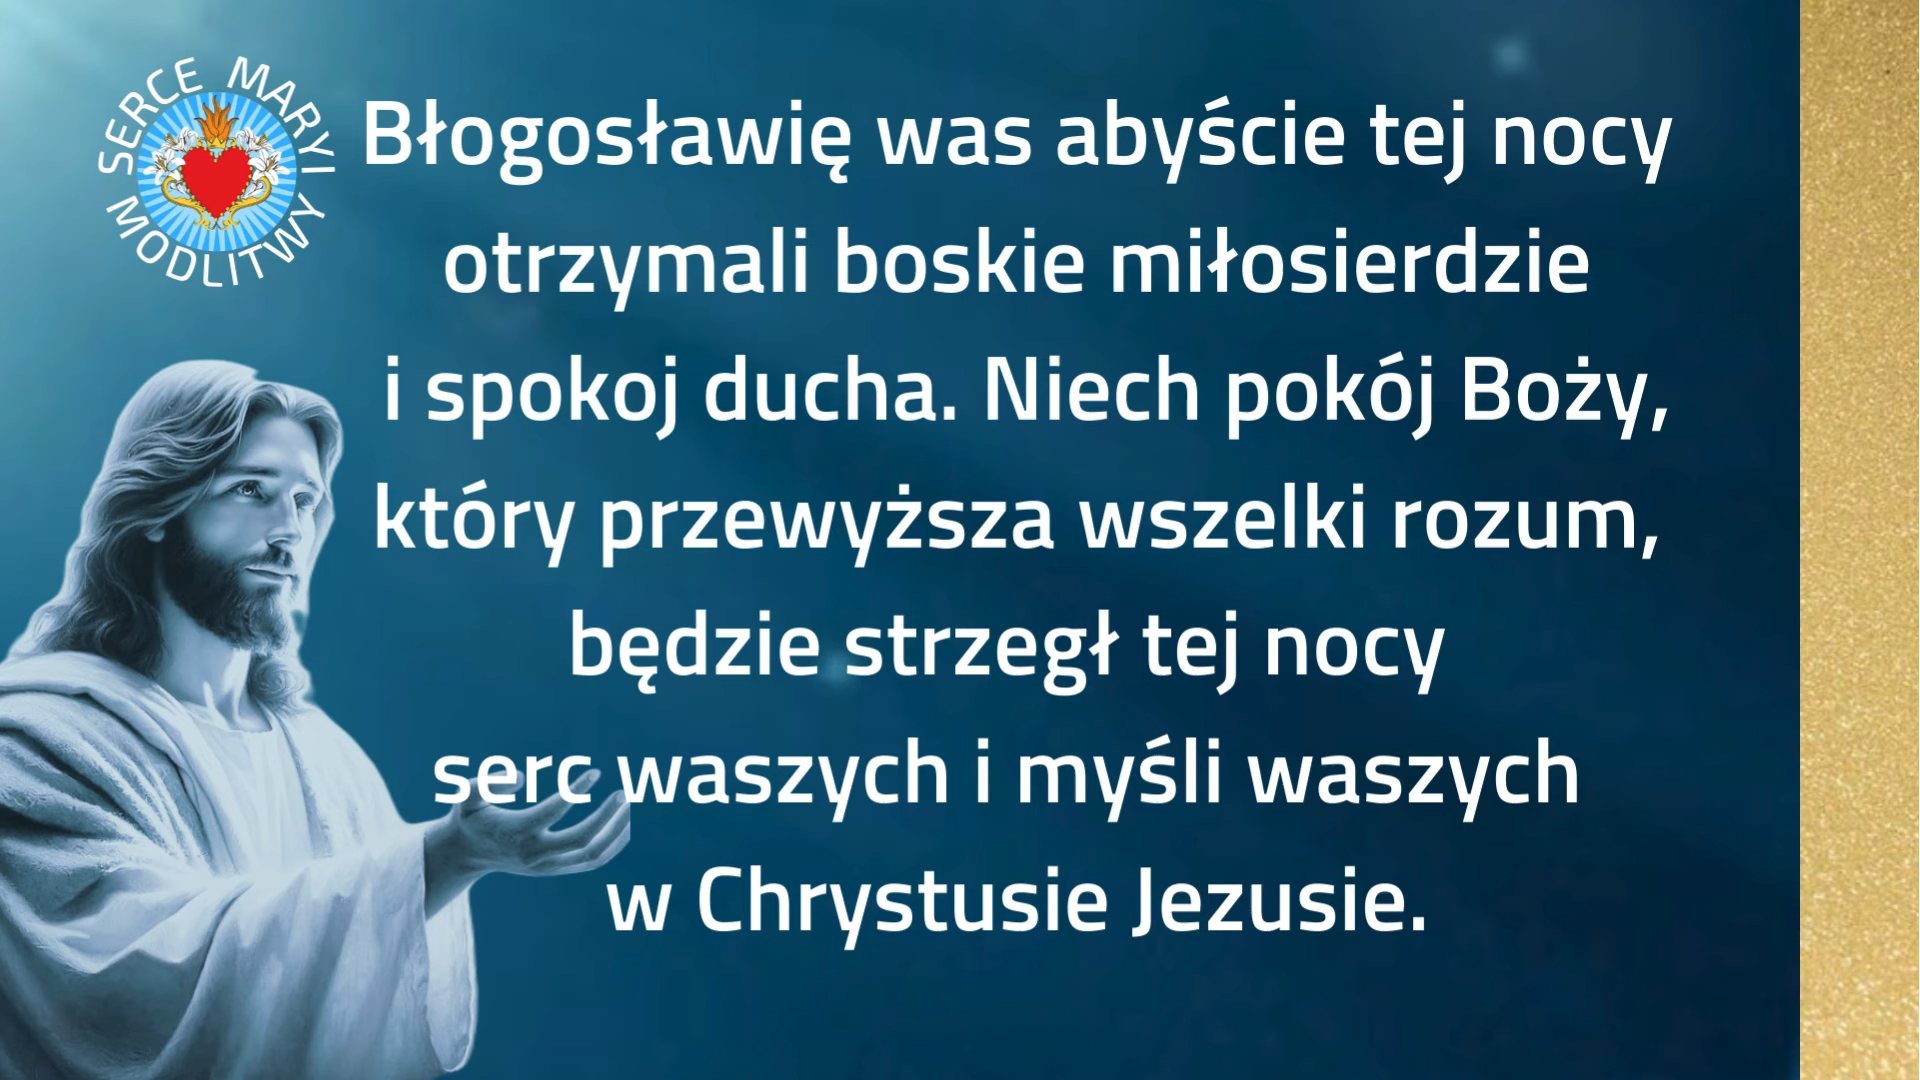 SERCE MARYI
MODLITWY
Błogosławię was abyście tej nocy
otrzymali boskie miłosierdzie
i spokoj ducha. Niech pokój Boży,
który przewyższa wszelki rozum,
będzie strzegł tej nocy
serc waszych i myśli waszych
w Chrystusie Jezusie.